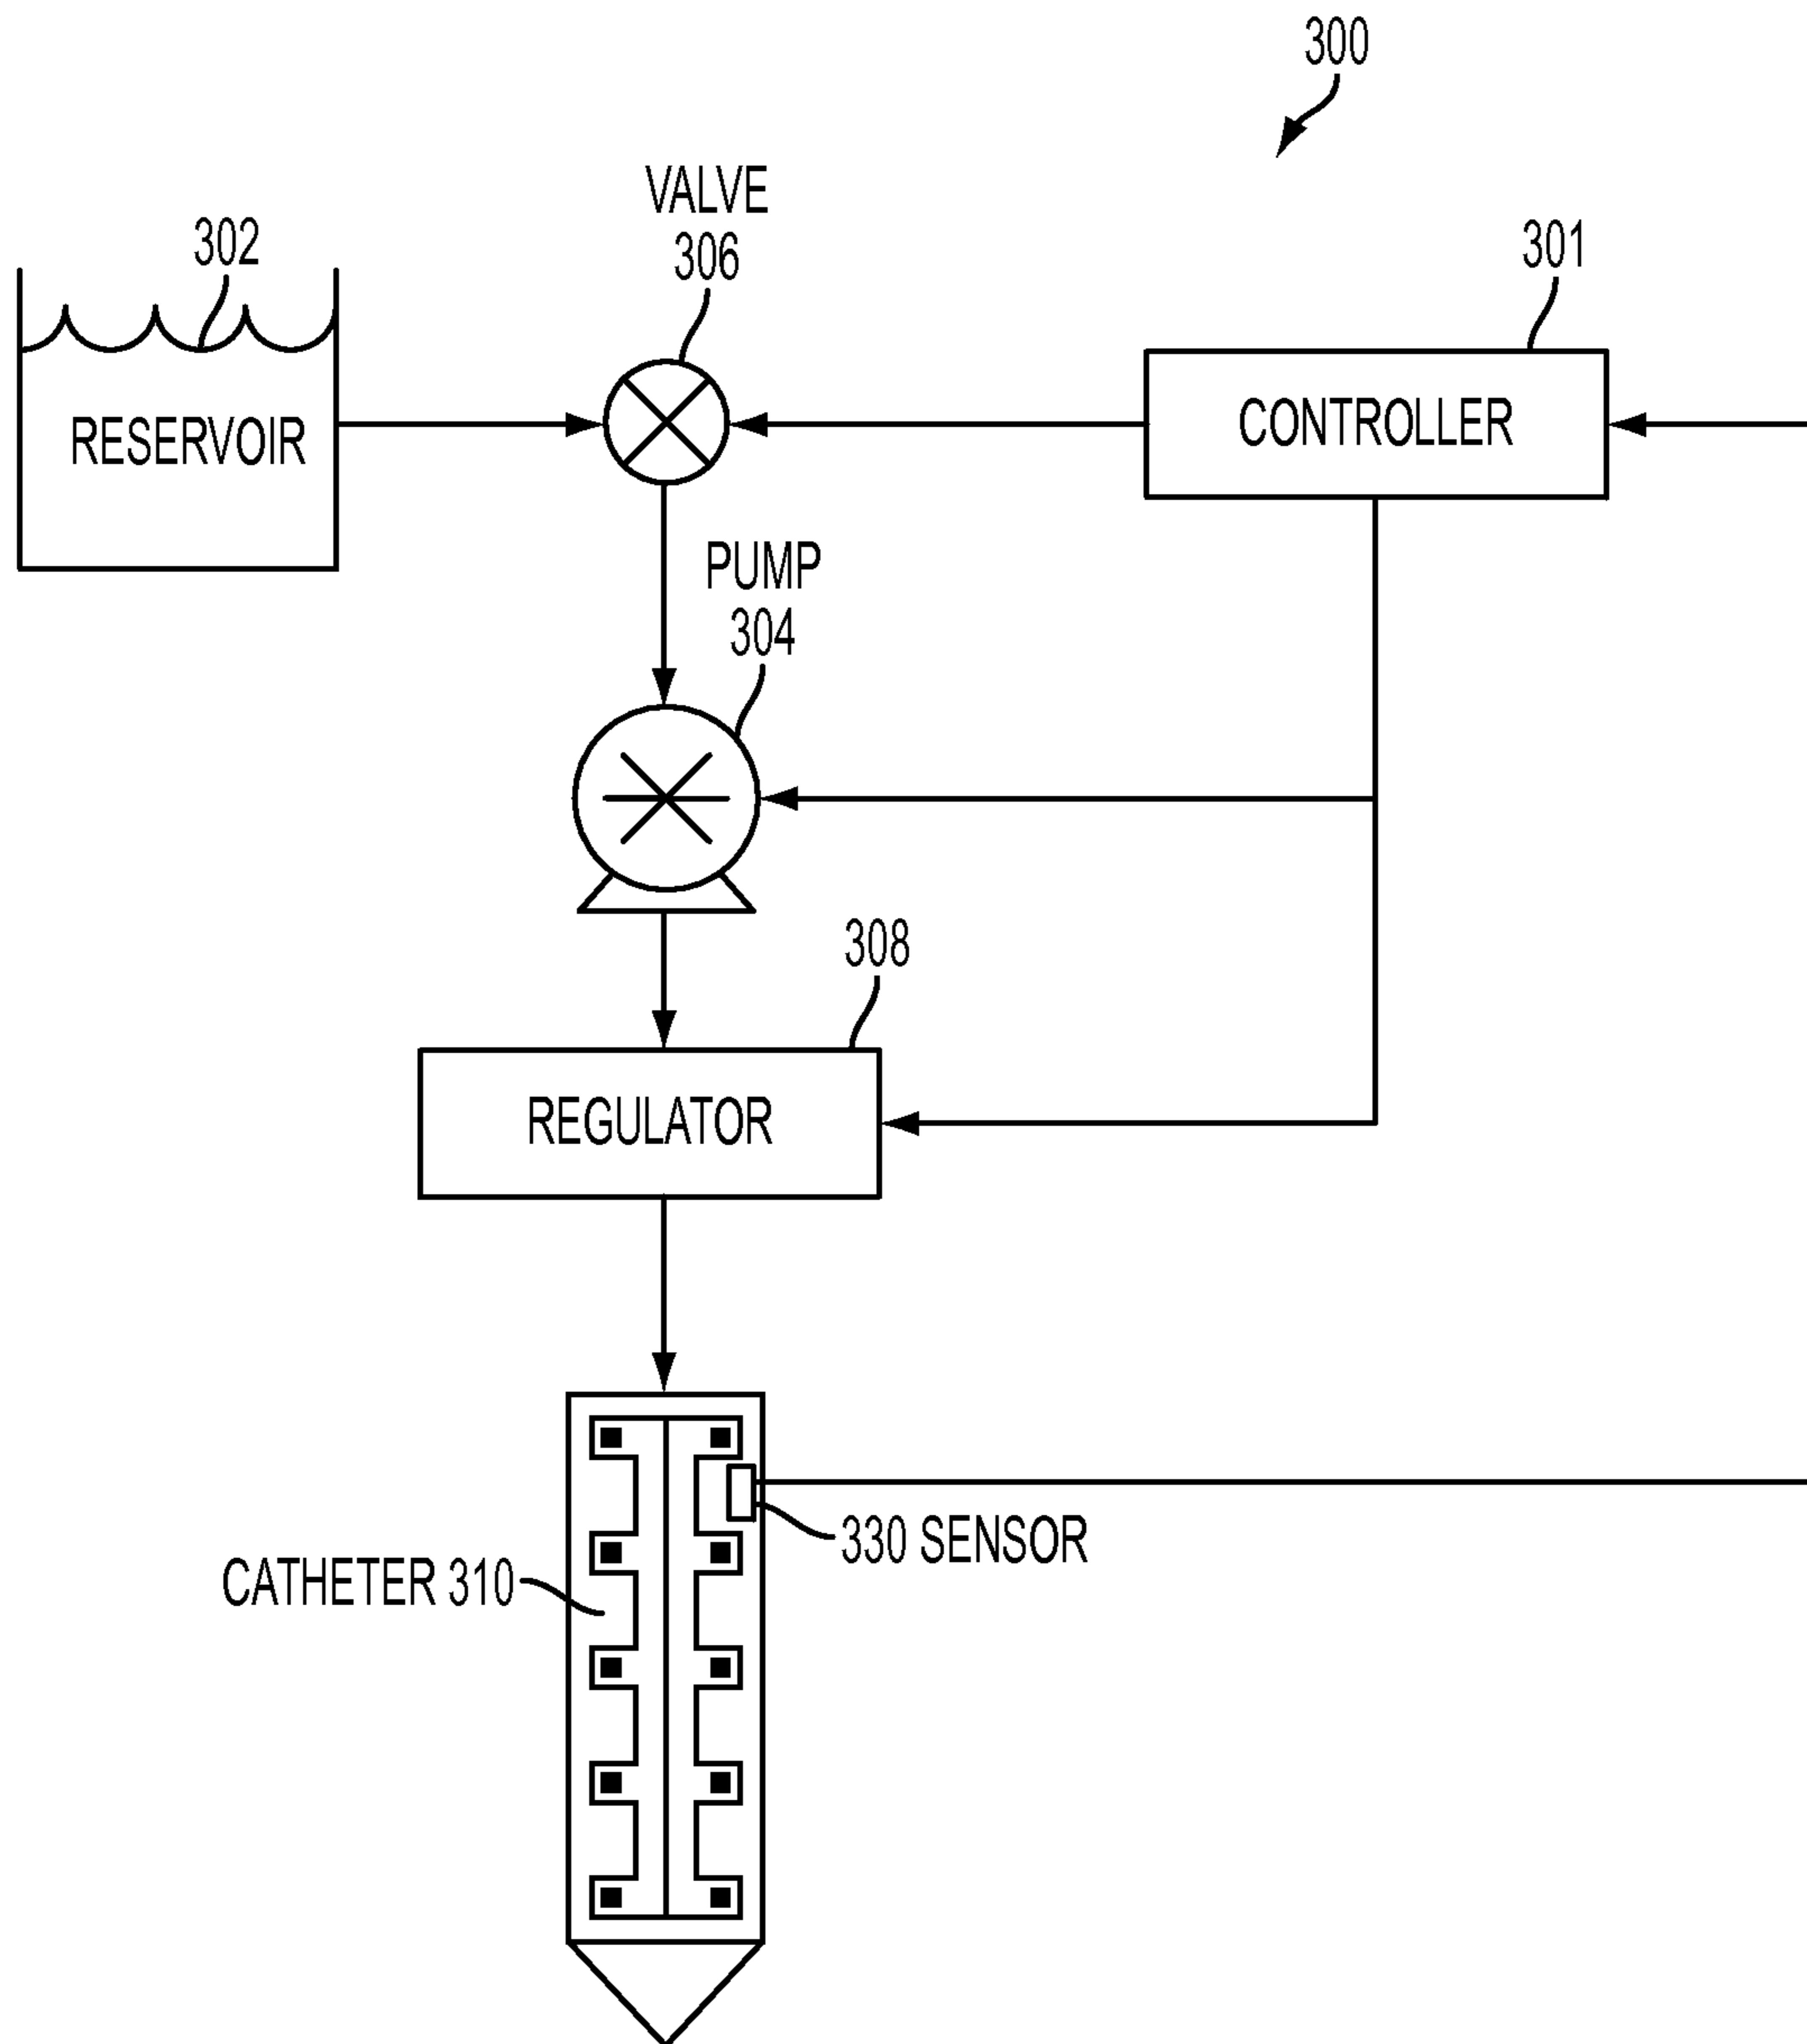 300
VALVE
306
302
301
RESERVOIR
CONTROLLER
PUMP
304
308
REGULATOR
330 SENSOR
CATHETER 310